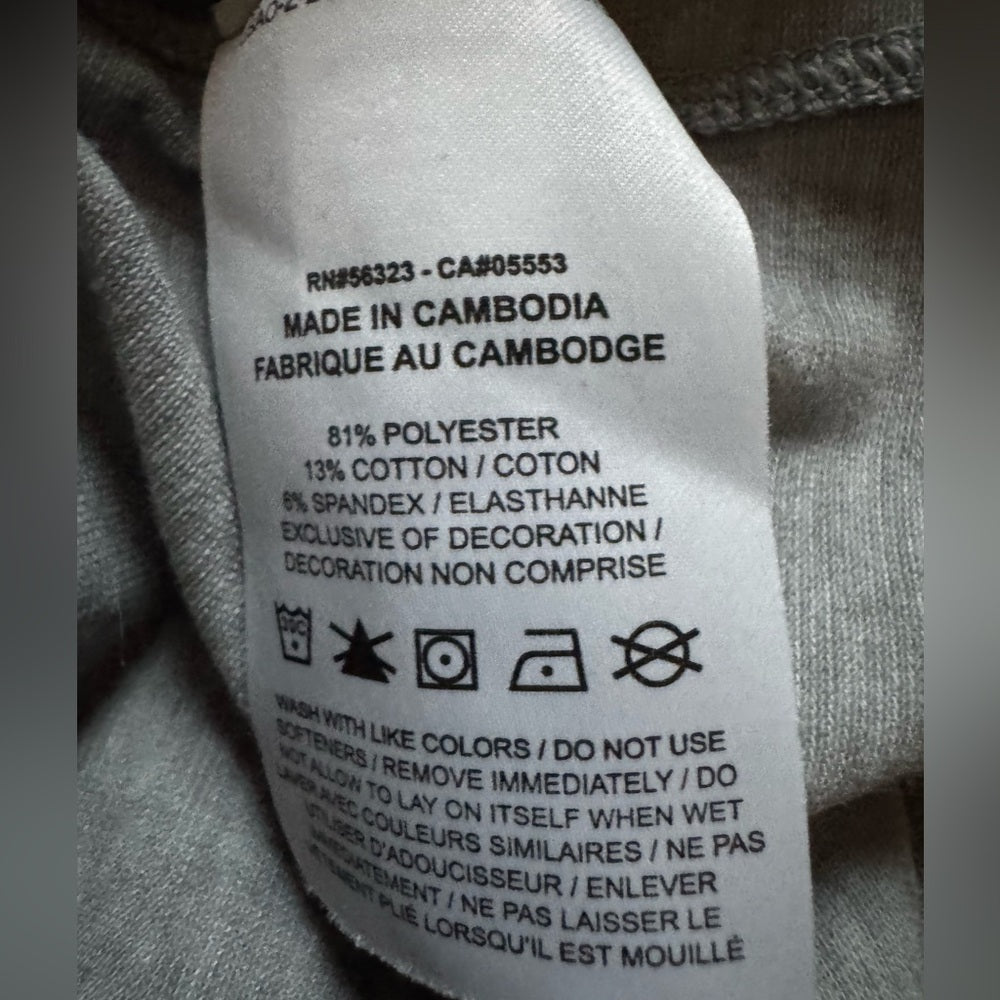 RN#56323 - CA#05553
MADE IN CAMBODIA
FABRIQUE AU CAMBODGE
81% POLYESTER
13% COTTON / COTON
6% SPANDEX / ELASTHANNE
EXCLUSIVE OF DECORATION /
DECORATION NON COMPRISE
30C
WASH WITH LIKE COLORS / DO NOT USE
SOFTENERS / REMOVE IMMEDIATELY / DO
NOT ALLOW TO LAY ON ITSELF WHEN WET
LAVER AVEC COULEURS SIMILAIRES / NE PAS
UTILISER D'ADOUCISSEUR / ENLEVER
IMMEDIATEMENT / NE PAS LAISSER LE
VETEMENT PLIÉ LORSQU'IL EST MOUILLÉ